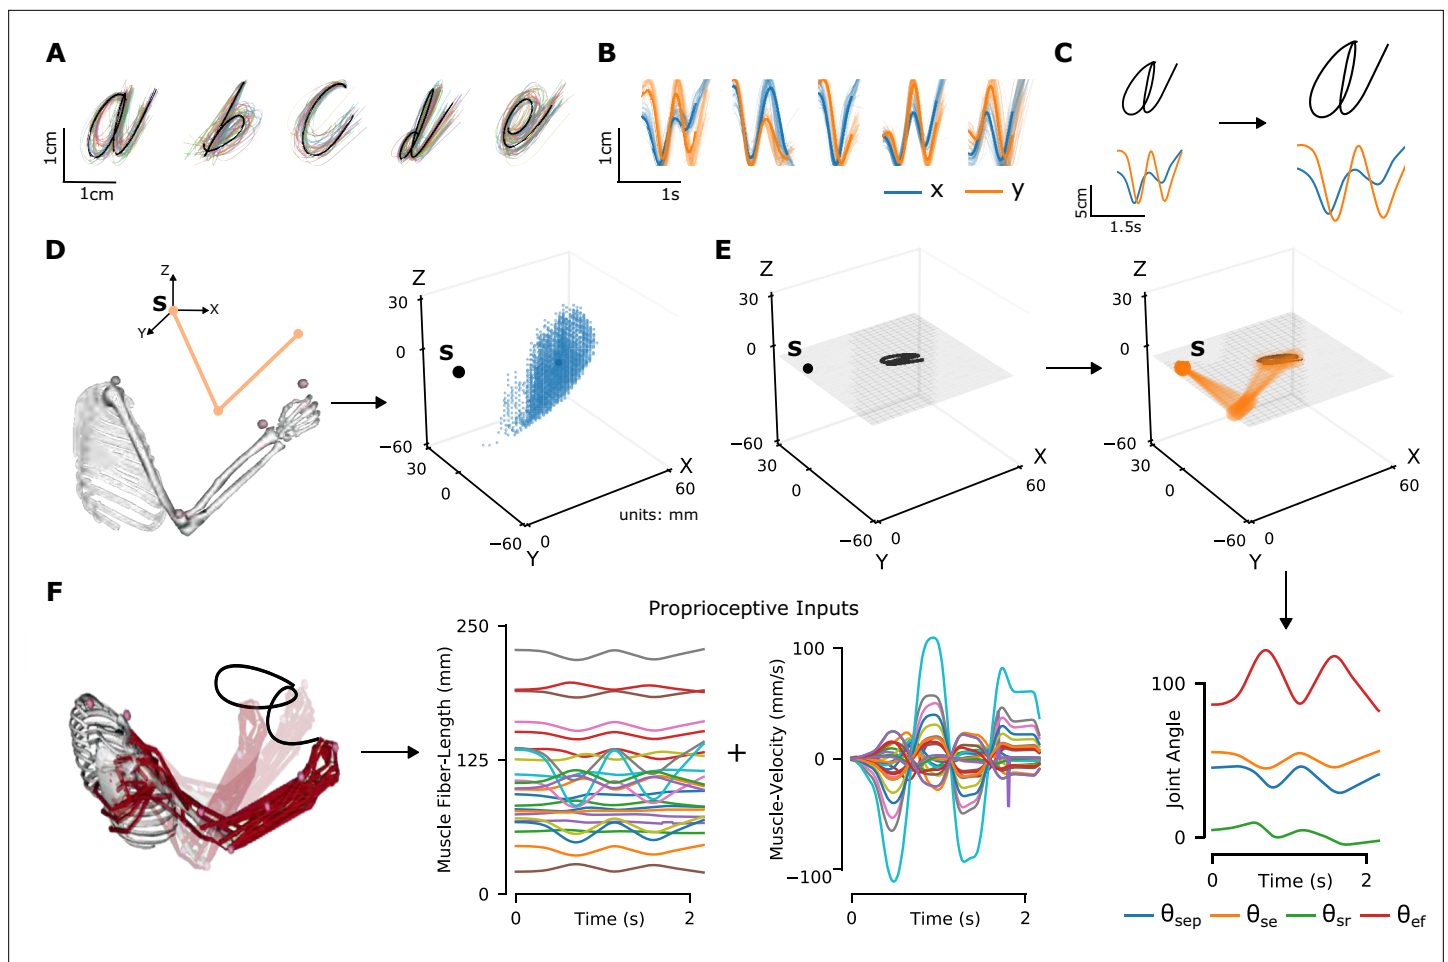 A
1cm
1cm
a b c d e
B
1cm
1s
x y
C
a a
5cm
1.5s
D
Z
S
X
Y
Z
30
0
S
−60
30
0
−60
0
Y
X
60
units: mm
E
Z
30
0
S
−60
30
0
−60
0
Y
X
60
Z
30
0
S
−60
30
0
−60
0
Y
X
60
F
Proprioceptive Inputs
Muscle Fiber-Length (mm)
250
125
0
0
2
Time (s)
+
Muscle-Velocity (mm/s)
100
0
−100
0
2
Time (s)
Joint Angle
100
0
0
2
Time (s)
θsep θse θsr θef